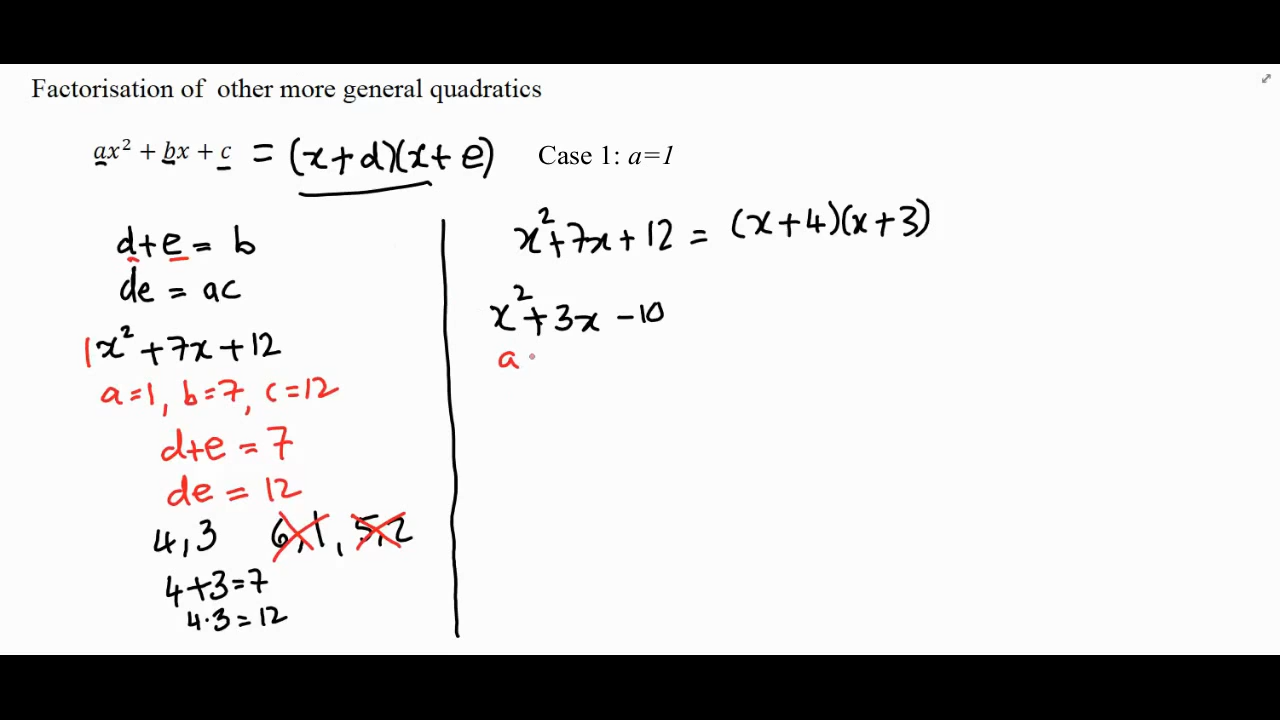 Factorisation of other more general quadratics
ax² + bx + c = (x+d)(x+e) Case 1: a=1
d+e = b
de = ac
1x² + 7x + 12
a=1, b=7, c=12
d+e = 7
de = 12
4,3 6,1, 5,2
4+3=7
4·3=12
x²+7x+12 = (x+4)(x+3)
x²+3x-10
a